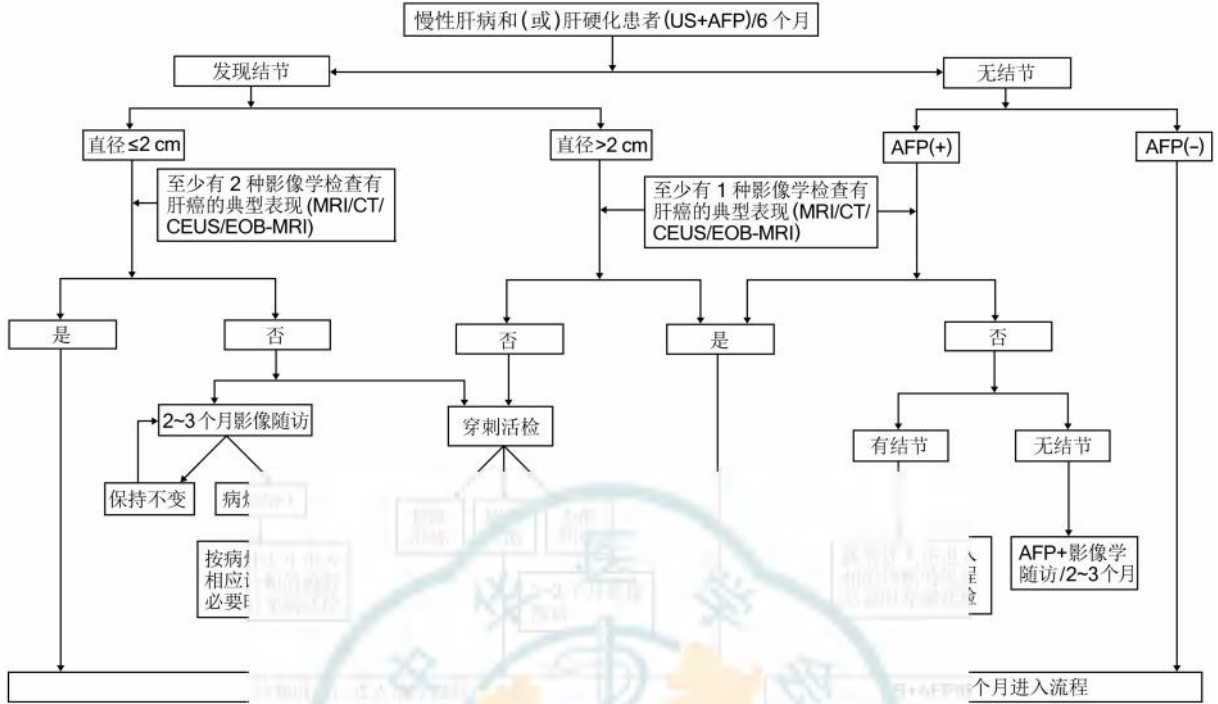 慢性肝病和(或)肝硬化患者(US+AFP)/6个月
发现结节
无结节
直径≤2 cm
直径>2 cm
AFP(+)
AFP(-)
至少有 2 种影像学检查有
肝癌的典型表现(MRI/CT/
CEUS/EOB-MRI)
至少有 1 种影像学检查有
肝癌的典型表现(MRI/CT/
CEUS/EOB-MRI)
是
否
否
是
否
2~3个月影像随访
穿刺活检
有结节
无结节
保持不变
病灶
按病灶
相应
必要时
AFP+影像学
随访/2~3个月
个月进入流程